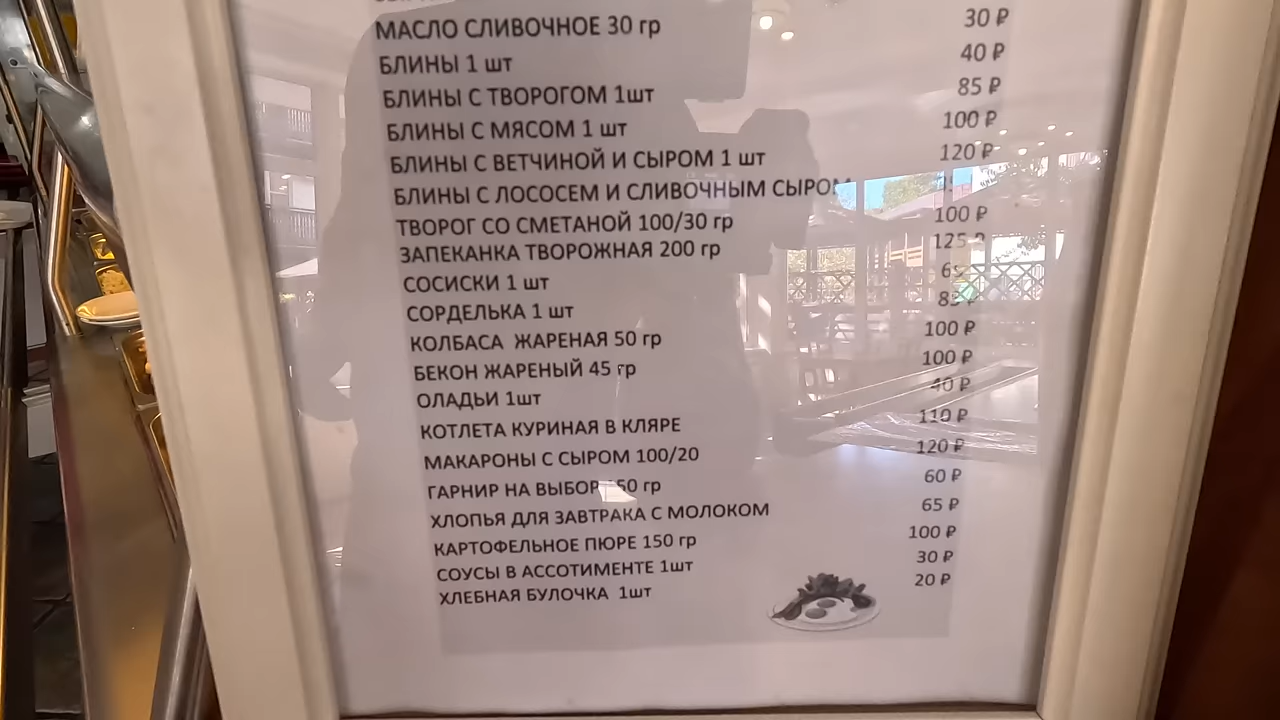 МАСЛО СЛИВОЧНОЕ 30 гр 30 ₽
БЛИНЫ 1 шт 40 ₽
БЛИНЫ С ТВОРОГОМ 1шт 85 ₽
БЛИНЫ С МЯСОМ 1 шт 100 ₽
БЛИНЫ С ВЕТЧИНОЙ И СЫРОМ 1 шт 120 ₽
БЛИНЫ С ЛОСОСЕМ И СЛИВОЧНЫМ СЫРОМ
ТВОРОГ СО СМЕТАНОЙ 100/30 гр 100 ₽
ЗАПЕКАНКА ТВОРОЖНАЯ 200 гр 125 ₽
СОСИСКИ 1 шт
СОРДЕЛЬКА 1 шт
КОЛБАСА ЖАРЕНАЯ 50 гр 100 ₽
БЕКОН ЖАРЕНЫЙ 45 гр 100 ₽
ОЛАДЬИ 1шт 40 ₽
КОТЛЕТА КУРИНАЯ В КЛЯРЕ 110 ₽
МАКАРОНЫ С СЫРОМ 100/20 120 ₽
ГАРНИР НА ВЫБОР гр 60 ₽
ХЛОПЬЯ ДЛЯ ЗАВТРАКА С МОЛОКОМ 65 ₽
КАРТОФЕЛЬНОЕ ПЮРЕ 150 гр 100 ₽
СОУСЫ В АССОТИМЕНТЕ 1шт 30 ₽
ХЛЕБНАЯ БУЛОЧКА 1шт 20 ₽